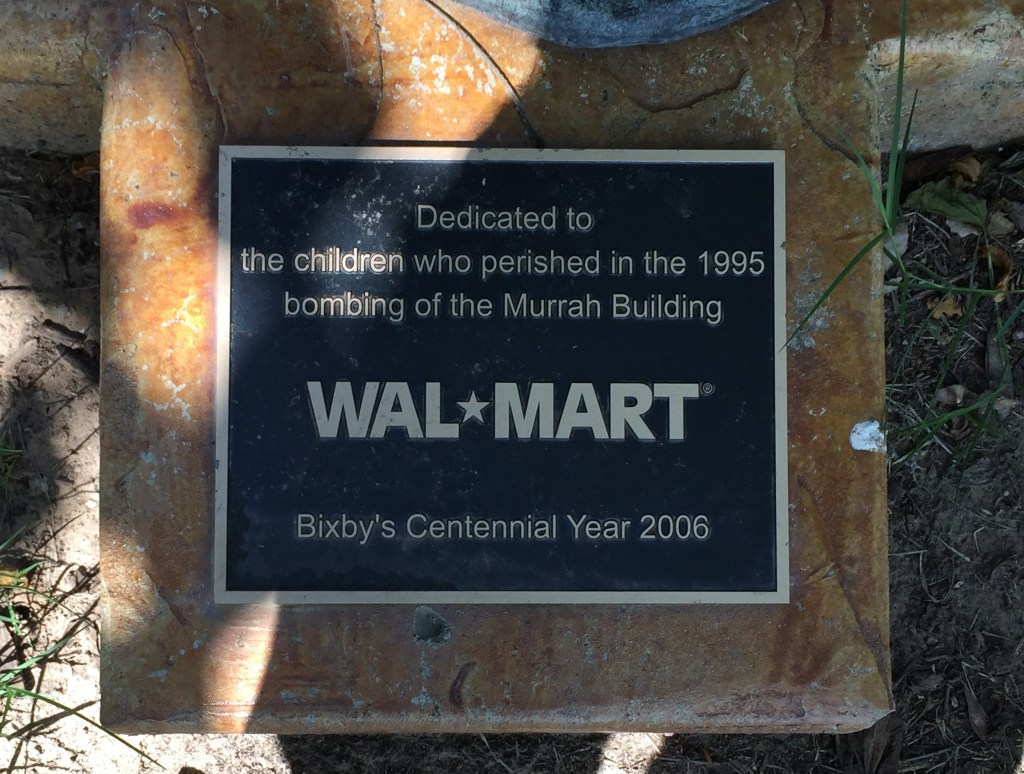 Dedicated to
the children who perished in the 1995
bombing of the Murrah Building
WAL★MART®
Bixby's Centennial Year 2006